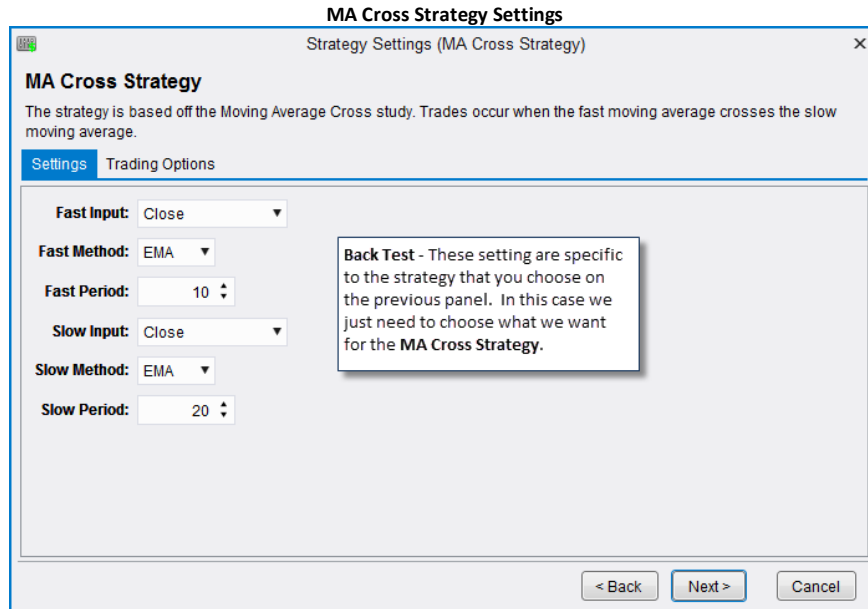 MA Cross Strategy Settings
Strategy Settings (MA Cross Strategy)
MA Cross Strategy
The strategy is based off the Moving Average Cross study. Trades occur when the fast moving average crosses the slow
moving average.
Settings Trading Options
Fast Input: Close
Fast Method: EMA
Fast Period: 10
Slow Input: Close
Slow Method: EMA
Slow Period: 20
Back Test - These setting are specific
to the strategy that you choose on
the previous panel. In this case we
just need to choose what we want
for the MA Cross Strategy.
< Back Next > Cancel